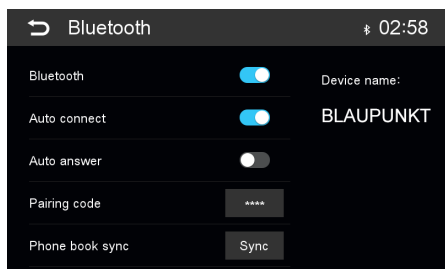 Bluetooth
02:58
Bluetooth
Device name:
Auto connect
BLAUPUNKT
Auto answer
Pairing code ****
Phone book sync Sync